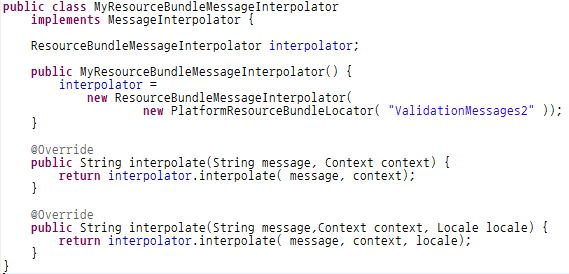 public class MyResourceBundleMessageInterpolator
    implements MessageInterpolator {

    ResourceBundleMessageInterpolator interpolator;

    public MyResourceBundleMessageInterpolator() {
        interpolator =
            new ResourceBundleMessageInterpolator(
                    new PlatformResourceBundleLocator( "ValidationMessages2" ));
    }

    @Override
    public String interpolate(String message, Context context) {
        return interpolator.interpolate( message, context);
    }

    @Override
    public String interpolate(String message,Context context, Locale locale) {
        return interpolator.interpolate( message, context, locale);
    }
}